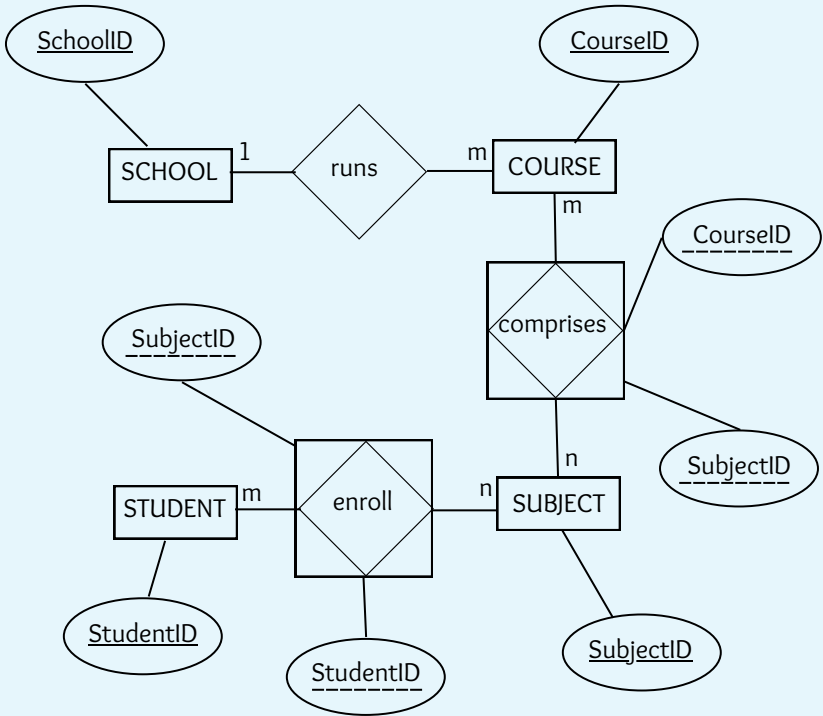 SchoolID
CourseID
SCHOOL
1
runs
m
COURSE
m
CourseID
comprises
SubjectID
n
SubjectID
STUDENT
m
enroll
n
SUBJECT
StudentID
StudentID
SubjectID